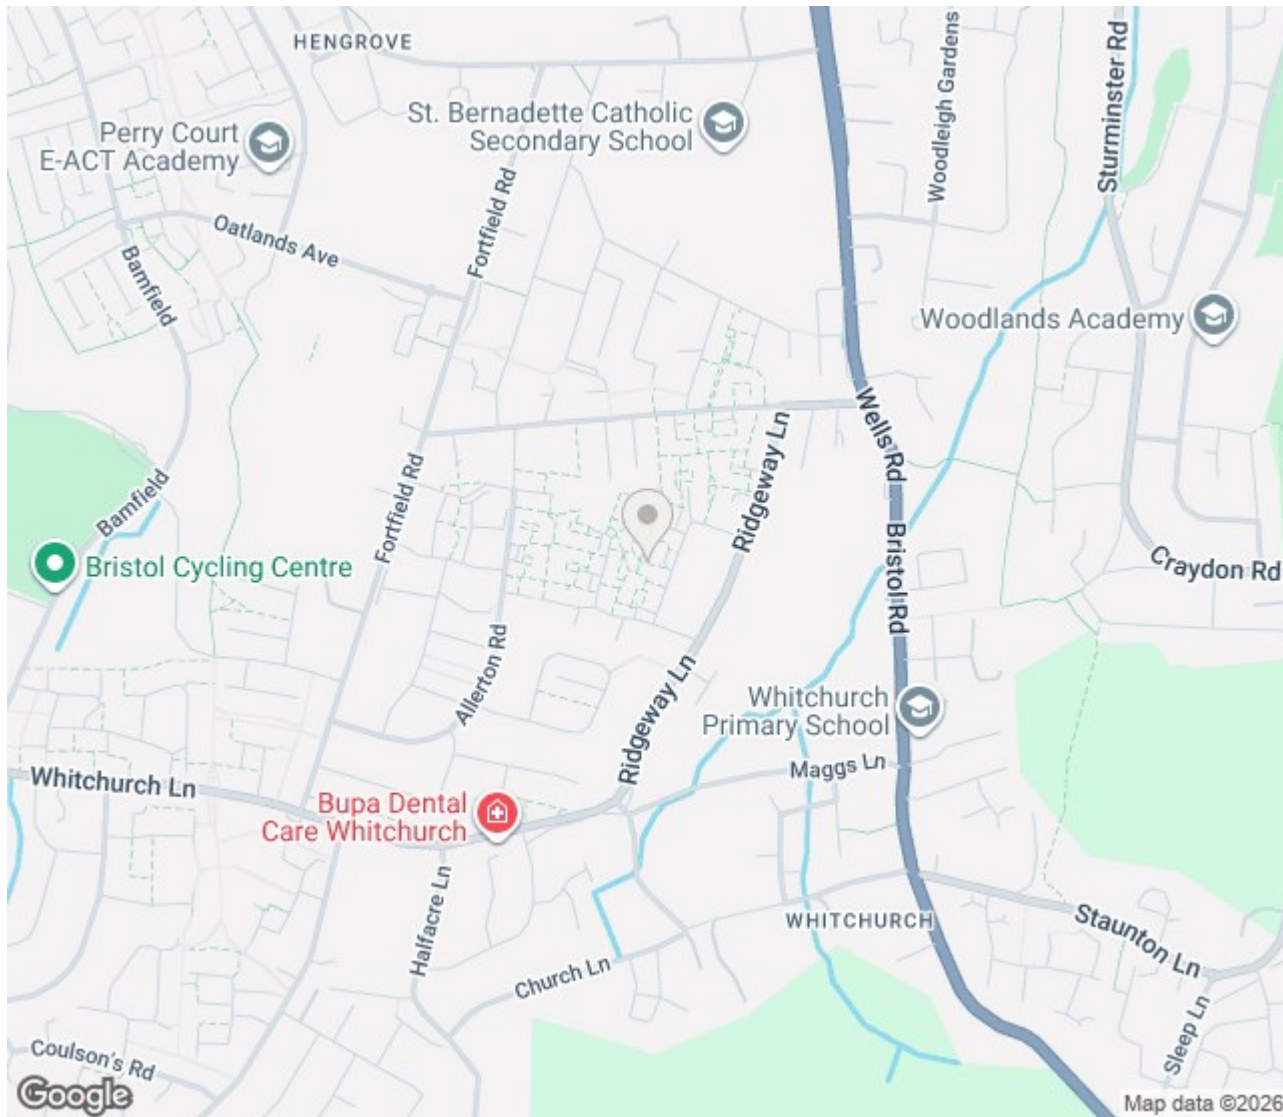 HENGROVE
St. Bernadette Catholic
Secondary School
Perry Court
E-ACT Academy
Woodleigh Gardens
Sturminster Rd
Oatlands Ave
Fortfield Rd
Bamfield
Woodlands Academy
Wells Rd
Ridgeway Ln
Fortfield Rd
Bamfield
Bristol Cycling Centre
Bristol Rd
Craydon Rd
Allerton Rd
Ridgeway Ln
Whitchurch
Primary School
Maggs Ln
Whitchurch Ln
Bupa Dental
Care Whitchurch
Halfacre Ln
WHITCHURCH
Staunton Ln
Church Ln
Sleep Ln
Coulson's Rd
Google
Map data ©2026